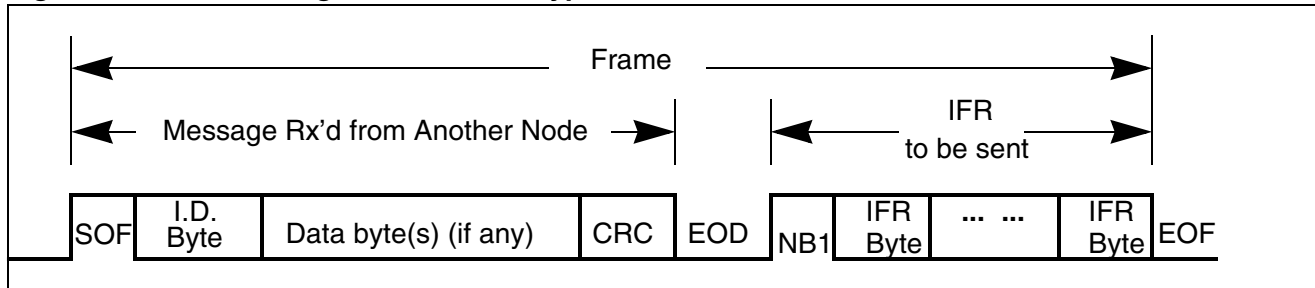 Frame
Message Rx'd from Another Node
IFR
to be sent
SOF
I.D.
Byte
Data byte(s) (if any)
CRC
EOD
NB1
IFR
Byte
... ...
IFR
Byte
EOF